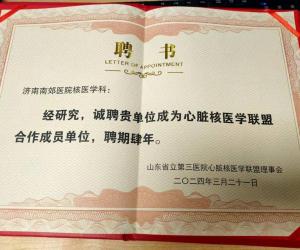 聘书
LETTER OF APPOINTMENT
济南南郊医院核医学科：
经研究，诚聘贵单位成为心脏核医学联盟
合作成员单位，聘期肆年。
山东省立第三医院心脏核医学联盟理事会
二〇二四年三月二十一日